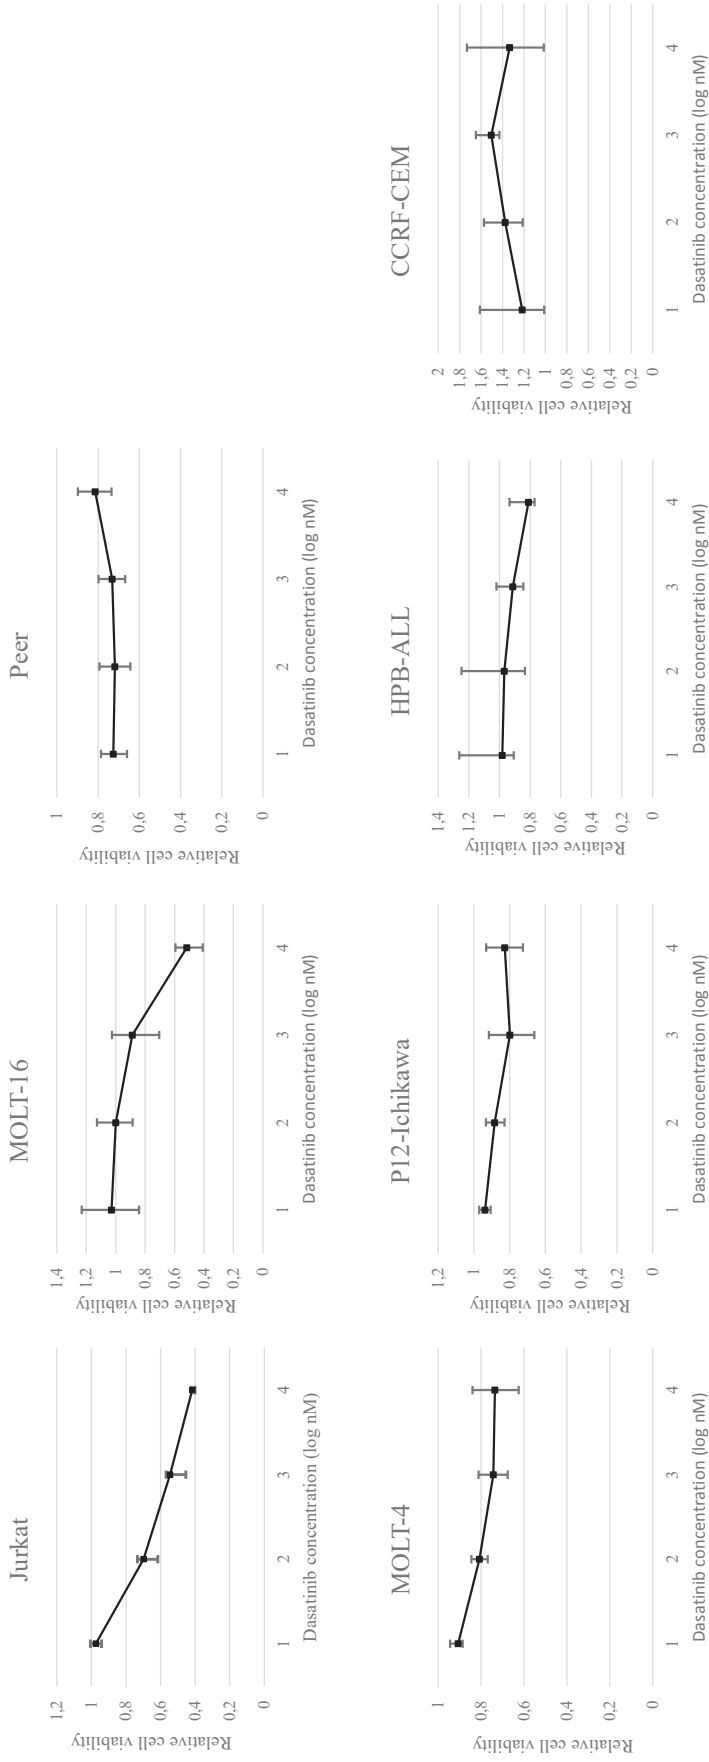 Jurkat
Relative cell viability
1,2
1
0,8
0,6
0,4
0,2
0
1 2 3 4
Dasatinib concentration (log nM)
MOLT-16
Relative cell viability
1,4
1,2
1
0,8
0,6
0,4
0,2
0
1 2 3 4
Dasatinib concentration (log nM)
Peer
Relative cell viability
1
0,8
0,6
0,4
0,2
0
1 2 3 4
Dasatinib concentration (log nM)
MOLT-4
Relative cell viability
1
0,8
0,6
0,4
0,2
0
1 2 3 4
Dasatinib concentration (log nM)
P12-Ichikawa
Relative cell viability
1,2
1
0,8
0,6
0,4
0,2
0
1 2 3 4
Dasatinib concentration (log nM)
HPB-ALL
Relative cell viability
1,4
1,2
1
0,8
0,6
0,4
0,2
0
1 2 3 4
Dasatinib concentration (log nM)
CCRF-CEM
Relative cell viability
2
1,8
1,6
1,4
1,2
1
0,8
0,6
0,4
0,2
0
1 2 3 4
Dasatinib concentration (log nM)